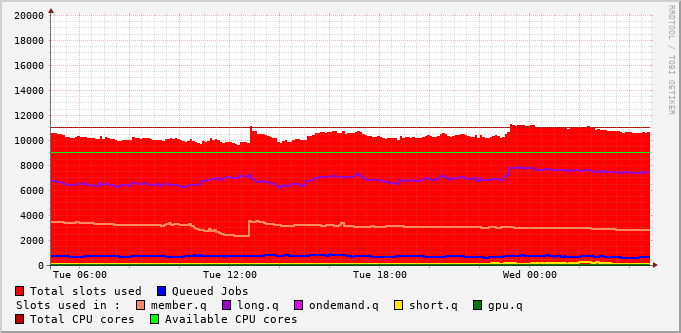 20000
18000
16000
14000
12000
10000
8000
6000
4000
2000
0
Tue 06:00 Tue 12:00 Tue 18:00 Wed 00:00
Total slots used Queued Jobs
Slots used in : member.q long.q ondemand.q short.q gpu.q
Total CPU cores Available CPU cores
RRDTOOL / TOBI OETIKER